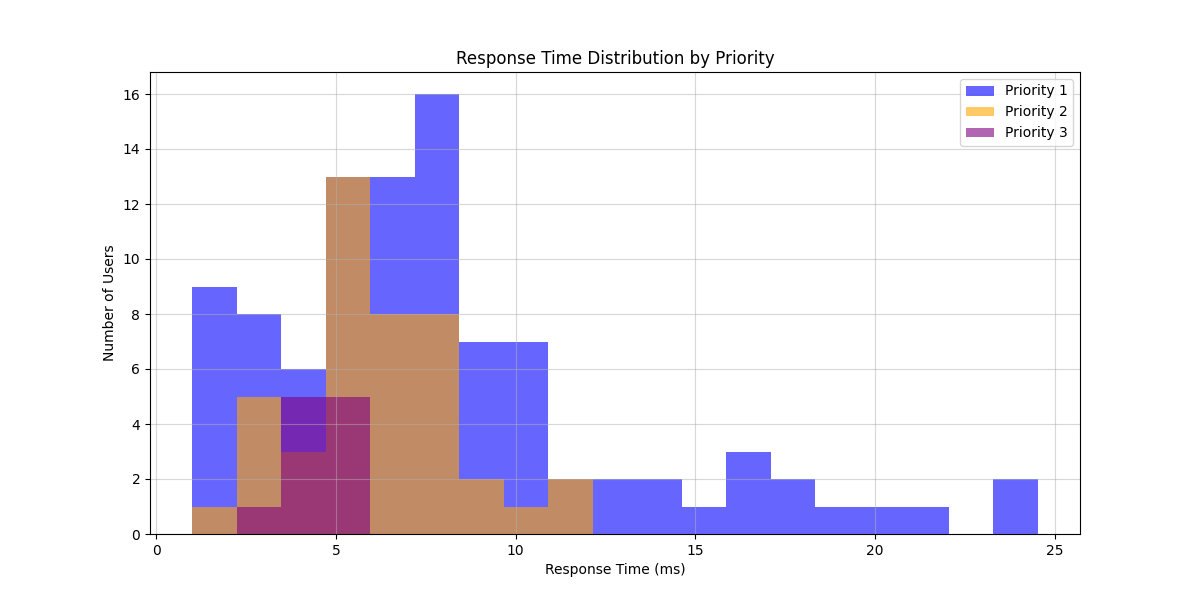 Response Time Distribution by Priority
Priority 1
Priority 2
Priority 3
16
14
12
10
8
6
4
2
0
Number of Users
0 5 10 15 20 25
Response Time (ms)